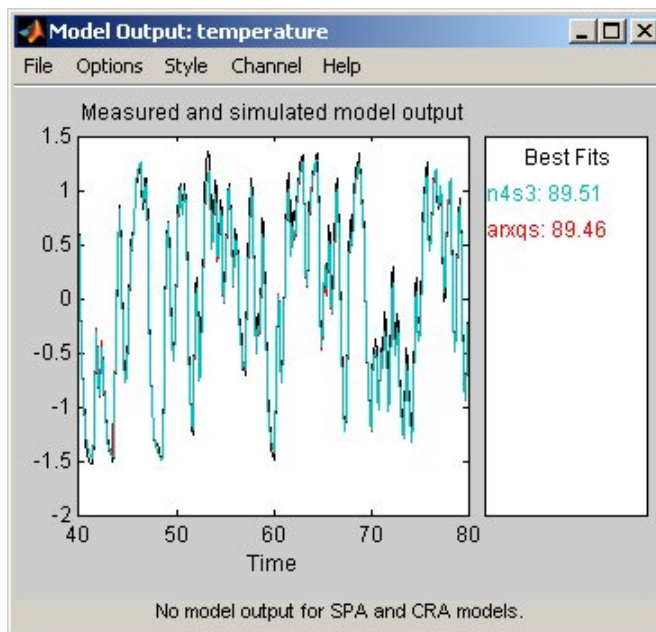 Model Output: temperature
File Options Style Channel Help
Measured and simulated model output
1.5
1
0.5
0
-0.5
-1
-1.5
-2
40 50 60 70 80
Time
Best Fits
n4s3: 89.51
arxqs: 89.46
No model output for SPA and CRA models.